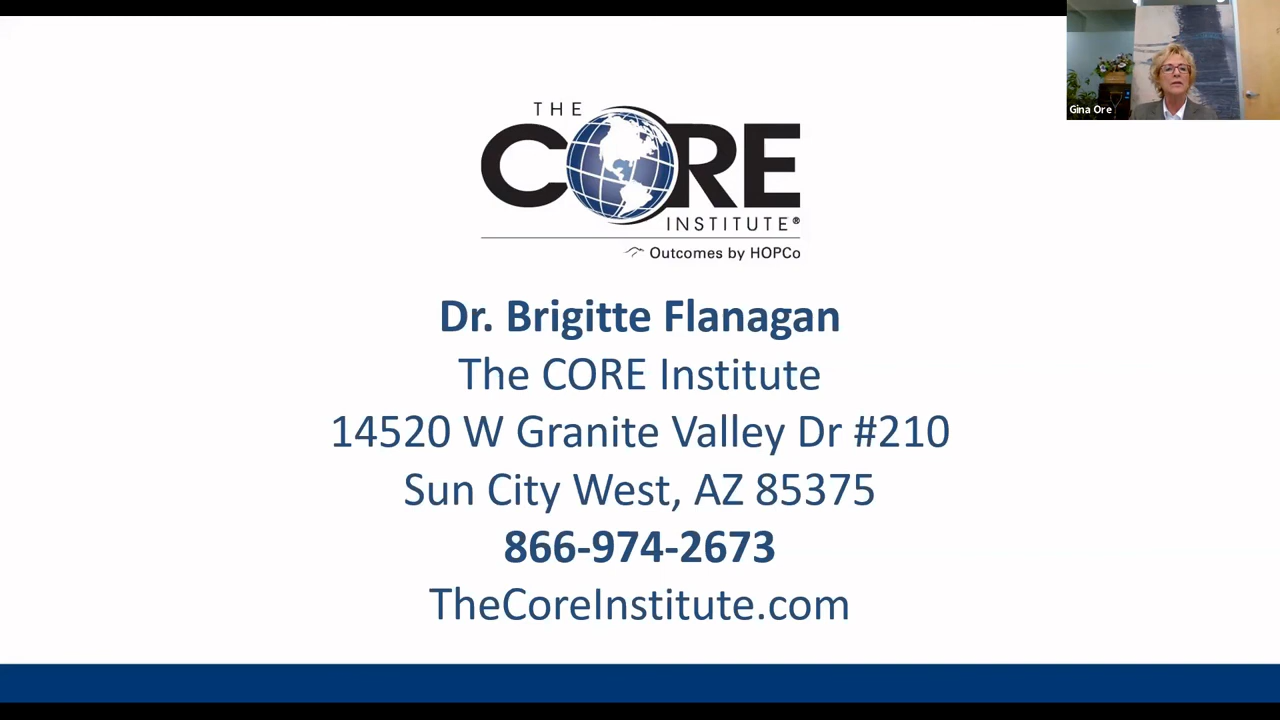 THE
CORE
INSTITUTE®
Outcomes by HOPCo
Dr. Brigitte Flanagan
The CORE Institute
14520 W Granite Valley Dr #210
Sun City West, AZ 85375
866-974-2673
TheCoreInstitute.com
Gina Ore